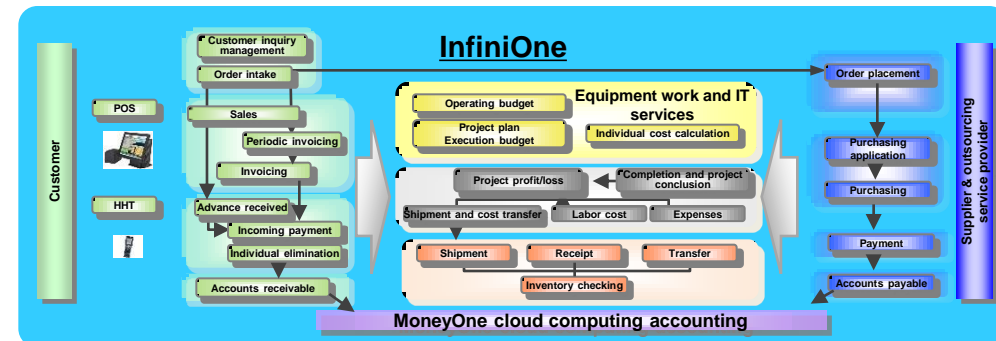 InfiniOne
Customer
POS
HHT
Customer inquiry
management
Order intake
Sales
Periodic invoicing
Invoicing
Advance received
Incoming payment
Individual elimination
Accounts receivable
Equipment work and IT
services
Operating budget
Project plan
Execution budget
Individual cost calculation
Project profit/loss
Completion and project
conclusion
Shipment and cost transfer
Labor cost
Expenses
Shipment
Receipt
Transfer
Inventory checking
Order placement
Purchasing
application
Purchasing
Payment
Accounts payable
Supplier & outsourcing
service provider
MoneyOne cloud computing accounting